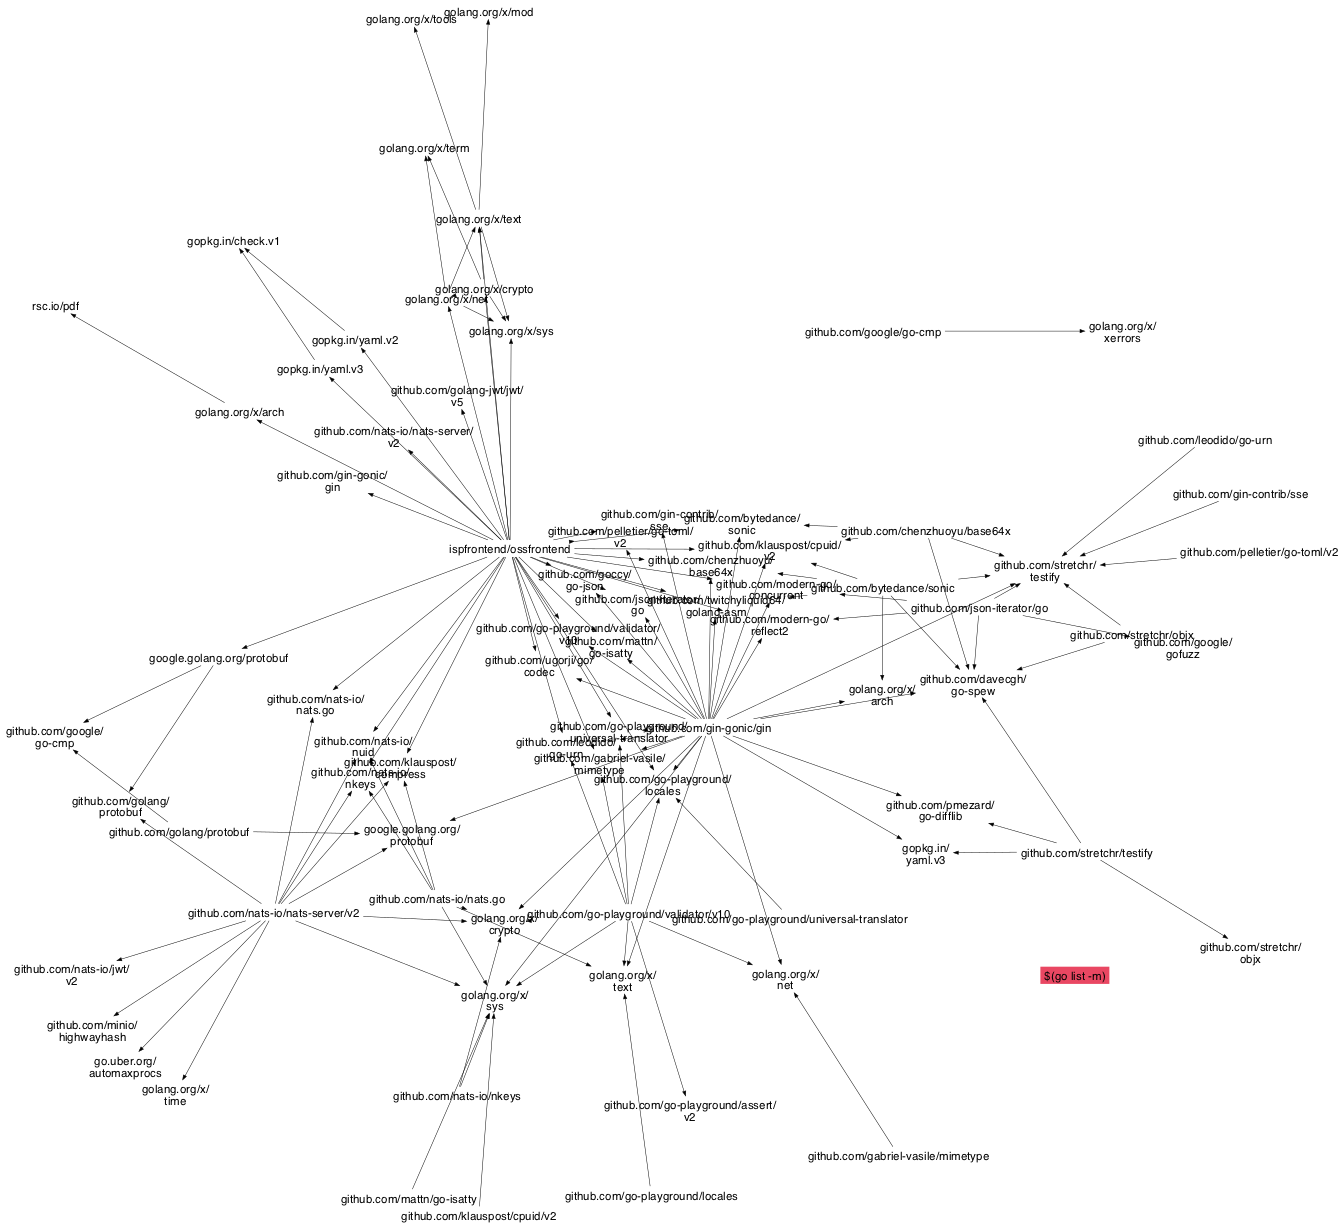 golang.org/x/mod
golang.org/x/tools
golang.org/x/term
golang.org/x/text
gopkg.in/check.v1
golang.org/x/crypto
golang.org/x/net
rsc.io/pdf
golang.org/x/sys
github.com/google/go-cmp
golang.org/x/
xerrors
gopkg.in/yaml.v2
gopkg.in/yaml.v3
github.com/golang-jwt/jwt/
v5
golang.org/x/arch
github.com/nats-io/nats-server/
v2
github.com/leodido/go-urn
github.com/gin-gonic/
gin
github.com/gin-contrib/sse
github.com/gin-contrib/
sse
github.com/bytedance/
sonic
github.com/pelletier/go-toml/
v2
github.com/chenzhuoyu/base64x
ispfrontend/ossfrontend
github.com/klauspost/cpuid/
v2
github.com/pelletier/go-toml/v2
github.com/chenzhuoyu/
base64x
github.com/stretchr/
testify
github.com/goccy/
go-json
github.com/modern-go/
concurrent
github.com/bytedance/sonic
github.com/json-iterator/
go
github.com/twitchyliquid64/
golang-asm
github.com/json-iterator/go
github.com/modern-go/
reflect2
github.com/go-playground/validator/
v10
github.com/stretchr/objx
github.com/mattn/
go-isatty
github.com/google/
gofuzz
google.golang.org/protobuf
github.com/ugorji/go/
codec
github.com/davecgh/
go-spew
golang.org/x/
arch
github.com/nats-io/
nats.go
github.com/go-playground/
universal-translator
github.com/gin-gonic/gin
github.com/google/
go-cmp
github.com/nats-io/
nuid
github.com/leodido/
go-urn
github.com/klauspost/
compress
github.com/gabriel-vasile/
mimetype
github.com/nats-io/
nkeys
github.com/go-playground/
locales
github.com/golang/
protobuf
github.com/pmezard/
go-difflib
github.com/golang/protobuf
google.golang.org/
protobuf
gopkg.in/
yaml.v3
github.com/stretchr/testify
github.com/nats-io/nats.go
github.com/nats-io/nats-server/v2
golang.org/x/
crypto
github.com/go-playground/validator/v10
github.com/go-playground/universal-translator
github.com/stretchr/
objx
github.com/nats-io/jwt/
v2
golang.org/x/
text
golang.org/x/
net
$(go list -m)
golang.org/x/
sys
github.com/minio/
highwayhash
go.uber.org/
automaxprocs
golang.org/x/
time
github.com/nats-io/nkeys
github.com/go-playground/assert/
v2
github.com/gabriel-vasile/mimetype
github.com/mattn/go-isatty
github.com/go-playground/locales
github.com/klauspost/cpuid/v2